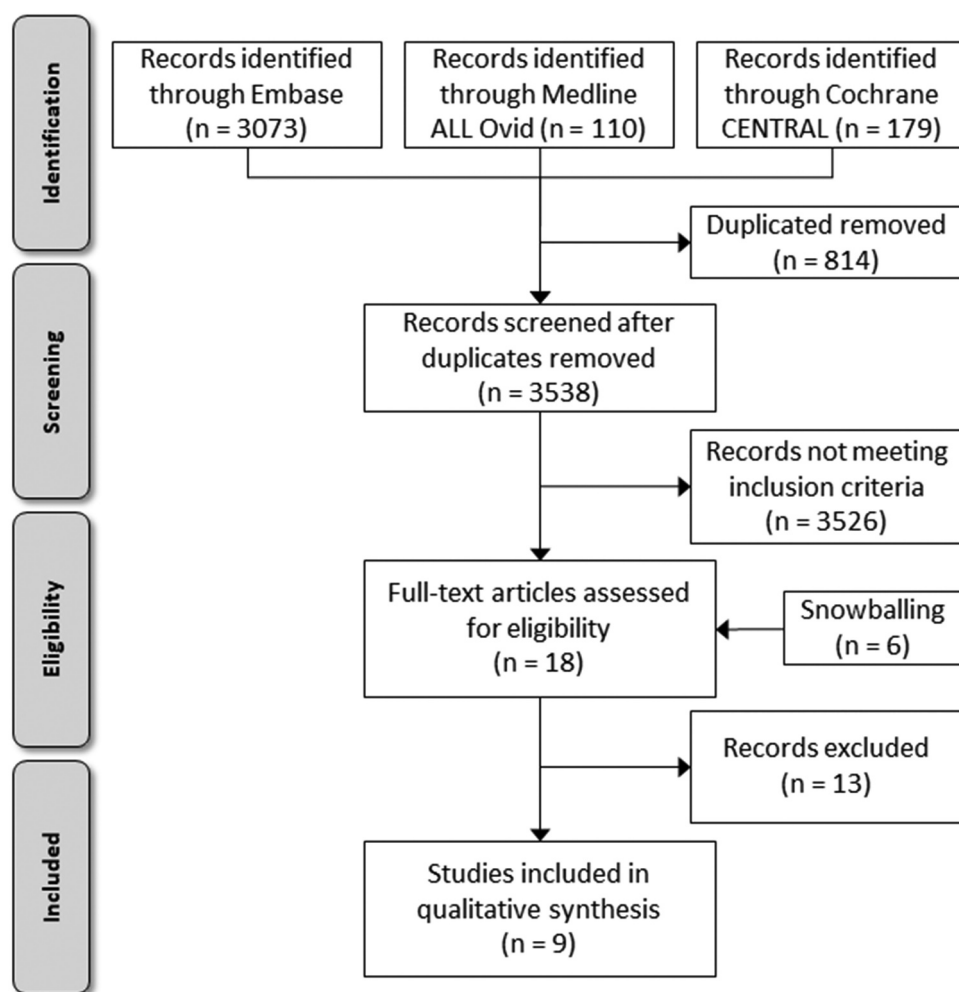 Identification
Records identified
through Embase
(n = 3073)
Records identified
through Medline
ALL Ovid (n = 110)
Records identified
through Cochrane
CENTRAL (n = 179)
Duplicated removed
(n = 814)
Screening
Records screened after
duplicates removed
(n = 3538)
Records not meeting
inclusion criteria
(n = 3526)
Eligibility
Full-text articles assessed
for eligibility
(n = 18)
Snowballing
(n = 6)
Records excluded
(n = 13)
Included
Studies included in
qualitative synthesis
(n = 9)